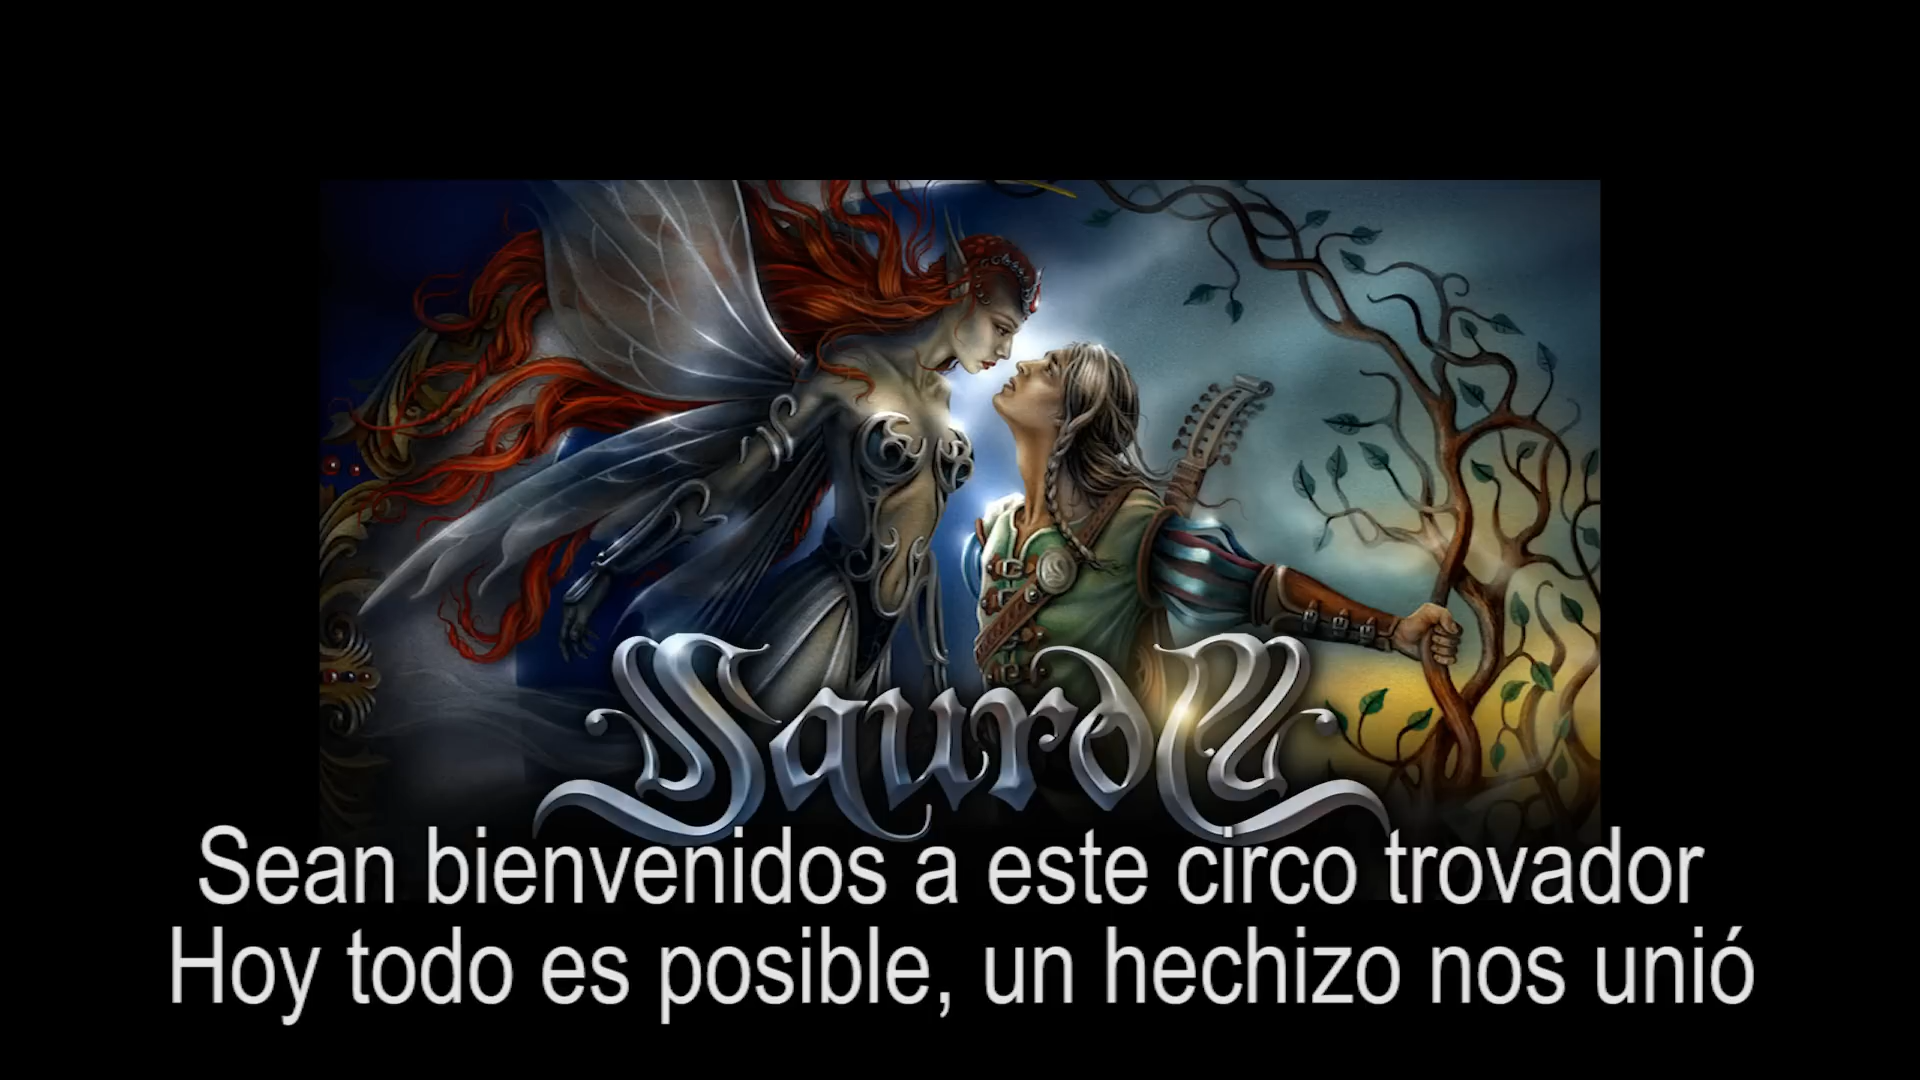 Saurom
Sean bienvenidos a este circo trovador
Hoy todo es posible, un hechizo nos unió